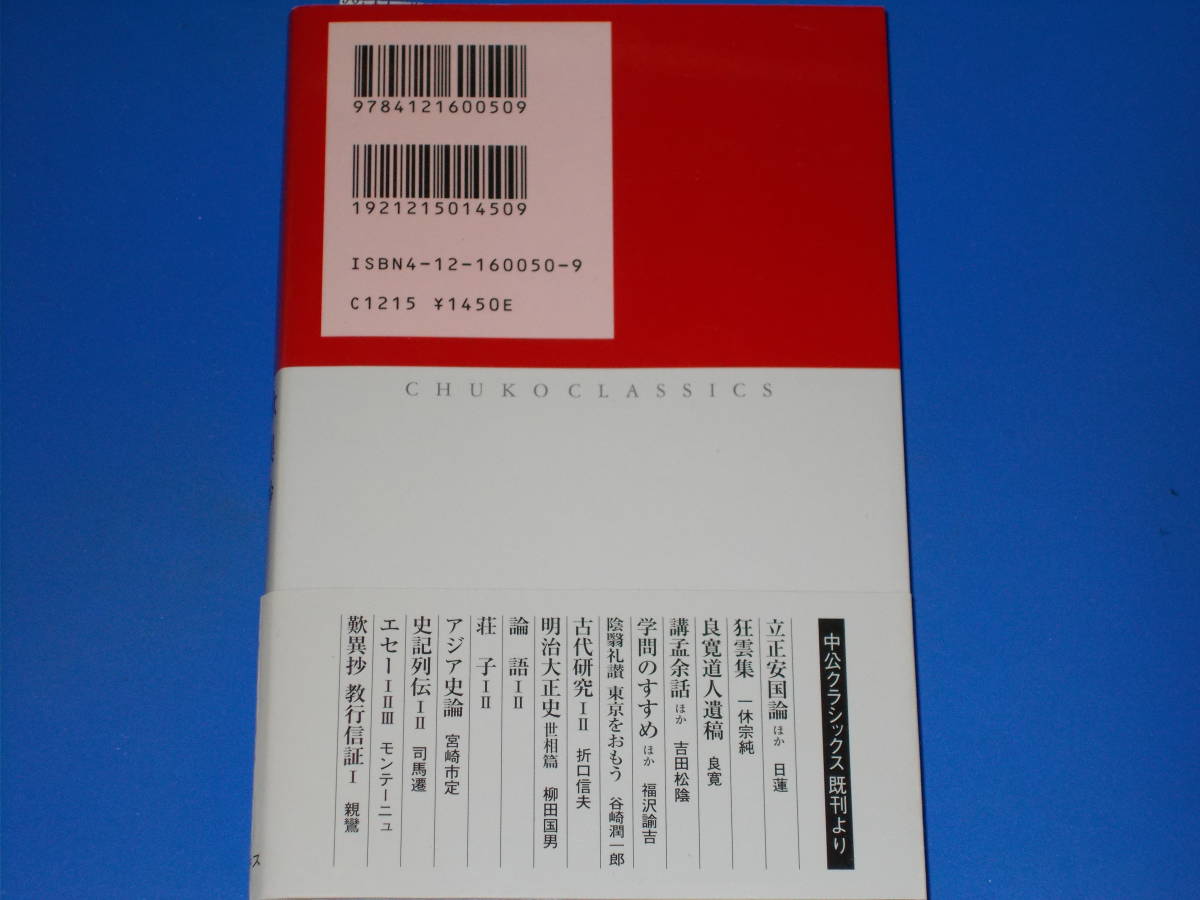 9784121600509
1921215014509
ISBN4-12-160050-9
C1215 ¥1450E
CHUKO CLASSICS
中公クラシックス 既刊より
立正安国論 ほか 日蓮
狂雲集 一休宗純
良寛道人遺稿 良寛
講孟余話 ほか 吉田松陰
学問のすすめ ほか 福沢諭吉
陰翳礼讃 東京をおもう 谷崎潤一郎
古代研究 I II 折口信夫
明治大正史 世相篇 柳田国男
論語 I II
荘子 I II
アジア史論 宮崎市定
史記列伝 I II 司馬遷
エセー I II III モンテーニュ
歎異抄 教行信証 I 親鸞